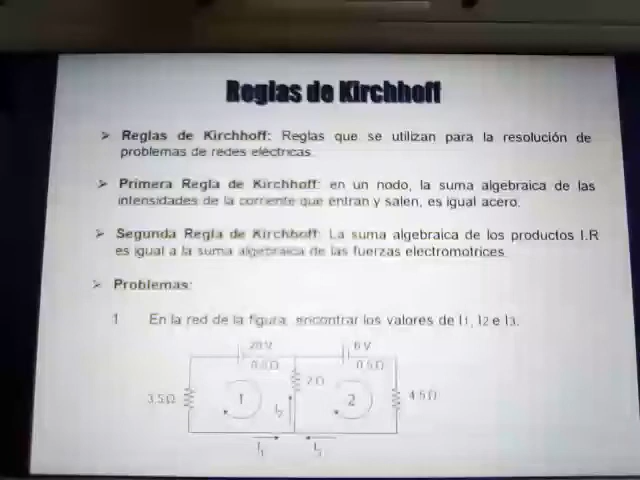 Reglas de Kirchhoff
➢ Reglas de Kirchhoff: Reglas que se utilizan para la resolución de
problemas de redes eléctricas.
➢ Primera Regla de Kirchhoff: en un nodo, la suma algebraica de las
intensidades de la corriente que entran y salen, es igual acero.
➢ Segunda Regla de Kirchhoff: La suma algebraica de los productos I.R
es igual a la suma algebraica de las fuerzas electromotrices.
➢ Problemas:
1 En la red de la figura, encontrar los valores de I1, I2 e I3.
20 V 6 V
0.5 Ω 0.5 Ω
3.5 Ω 1 2 Ω 2 4.5 Ω
I2
I1 I3